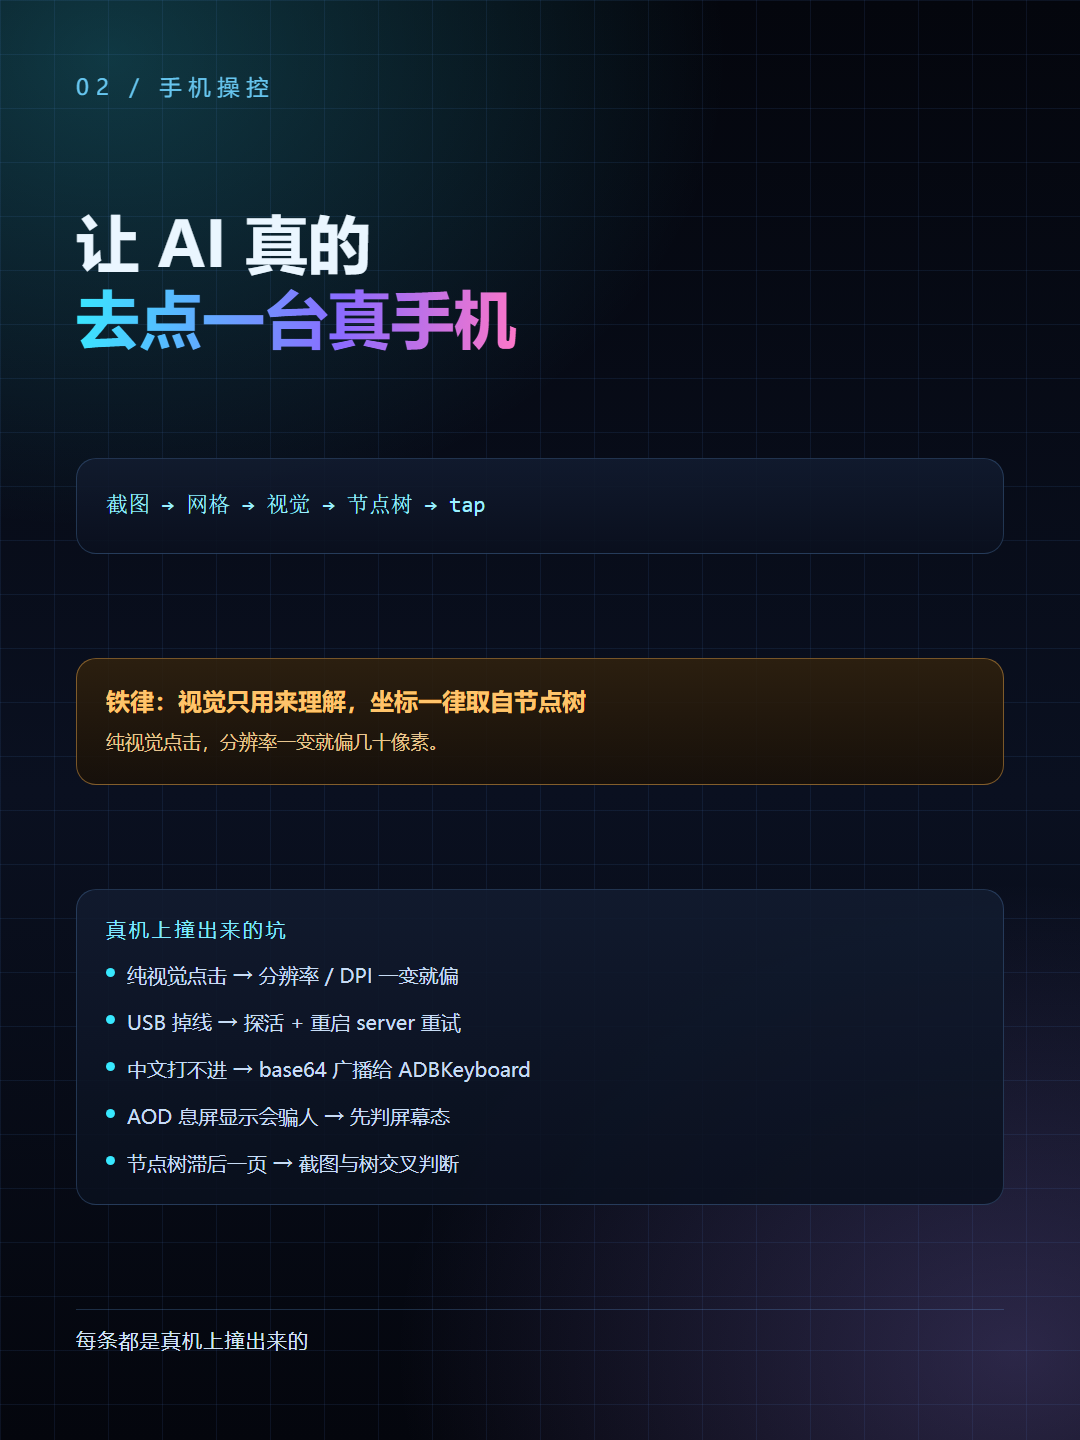 02 / 手机操控
让 AI 真的
去点一台真手机
截图 → 网格 → 视觉 → 节点树 → tap
铁律：视觉只用来理解，坐标一律取自节点树
纯视觉点击，分辨率一变就偏几十像素。
真机上撞出来的坑
纯视觉点击 → 分辨率 / DPI 一变就偏
USB 掉线 → 探活 + 重启 server 重试
中文打不进 → base64 广播给 ADBKeyboard
AOD 息屏显示会骗人 → 先判屏幕态
节点树滞后一页 → 截图与树交叉判断
每条都是真机上撞出来的